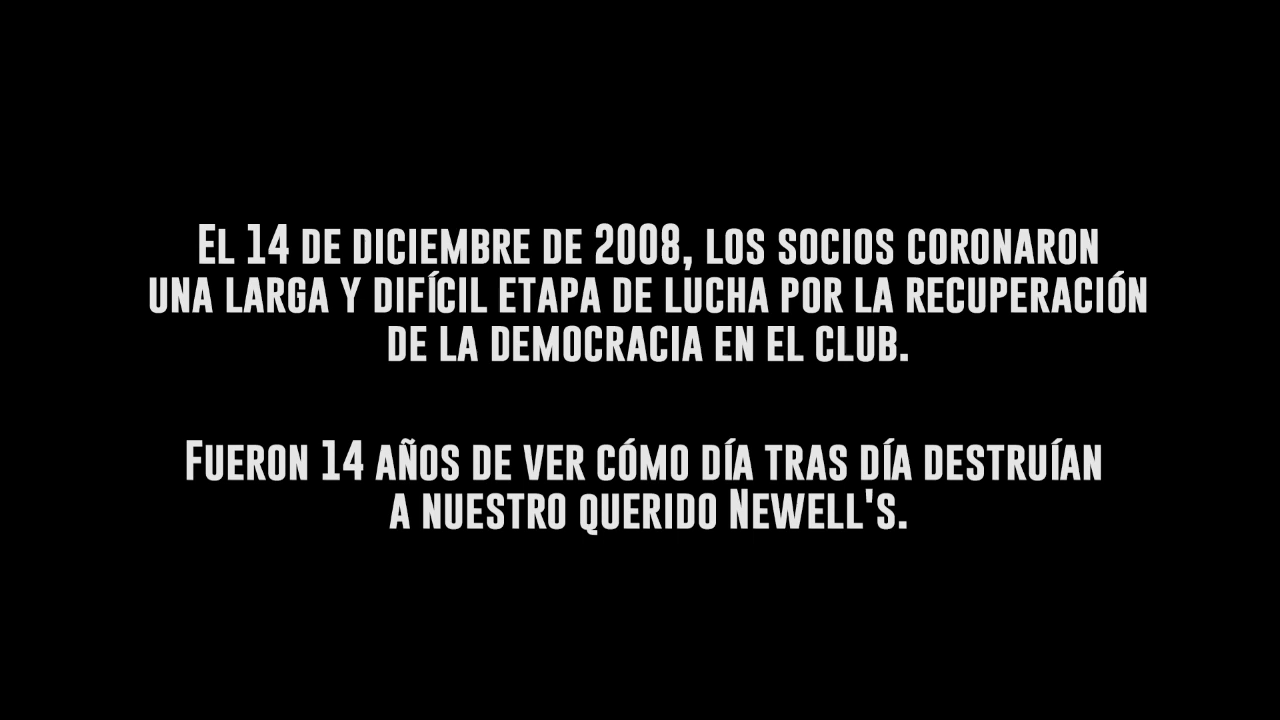 El 14 de diciembre de 2008, los socios coronaron
una larga y difícil etapa de lucha por la recuperación
de la democracia en el club.
Fueron 14 años de ver cómo día tras día destruían
a nuestro querido Newell's.